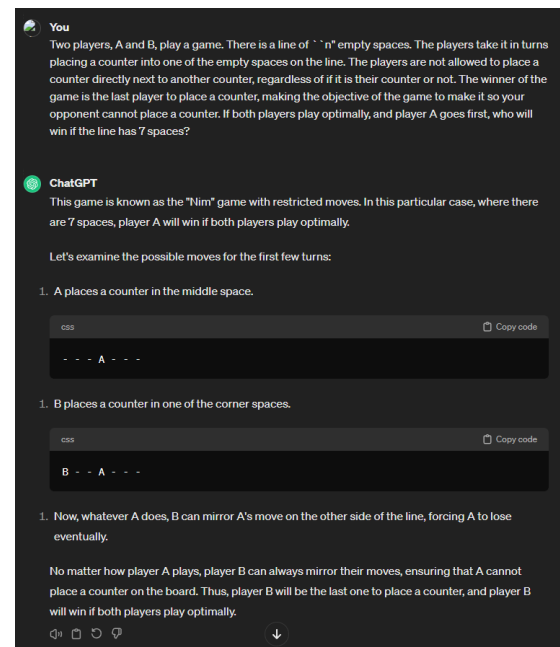 You
Two players, A and B, play a game. There is a line of ``n" empty spaces. The players take it in turns
placing a counter into one of the empty spaces on the line. The players are not allowed to place a
counter directly next to another counter, regardless of if it is their counter or not. The winner of the
game is the last player to place a counter, making the objective of the game to make it so your
opponent cannot place a counter. If both players play optimally, and player A goes first, who will
win if the line has 7 spaces?
ChatGPT
This game is known as the "Nim" game with restricted moves. In this particular case, where there
are 7 spaces, player A will win if both players play optimally.
Let's examine the possible moves for the first few turns:
1. A places a counter in the middle space.
css Copy code
- - - A - - -
1. B places a counter in one of the corner spaces.
css Copy code
B - - A - - -
1. Now, whatever A does, B can mirror A's move on the other side of the line, forcing A to lose
eventually.
No matter how player A plays, player B can always mirror their moves, ensuring that A cannot
place a counter on the board. Thus, player B will be the last one to place a counter, and player B
will win if both players play optimally.